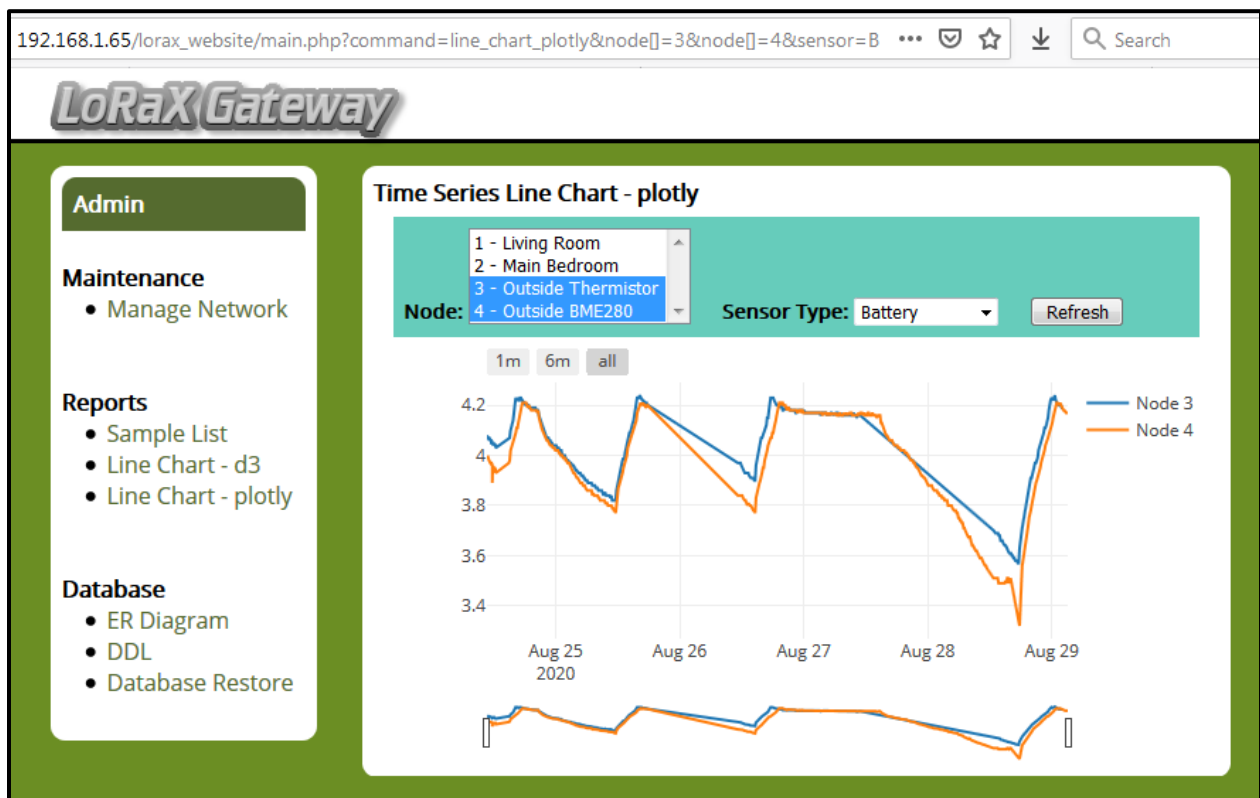 192.168.1.65/lorax_website/main.php?command=line_chart_plotly&node[]=3&node[]=4&sensor=B
Search
LoRaX Gateway
Admin
Maintenance
• Manage Network
Reports
• Sample List
• Line Chart - d3
• Line Chart - plotly
Database
• ER Diagram
• DDL
• Database Restore
Time Series Line Chart - plotly
Node:
1 - Living Room
2 - Main Bedroom
3 - Outside Thermistor
4 - Outside BME280
Sensor Type: Battery Refresh
1m 6m all
4.2
4
3.8
3.6
3.4
Aug 25 Aug 26 Aug 27 Aug 28 Aug 29
2020
Node 3
Node 4